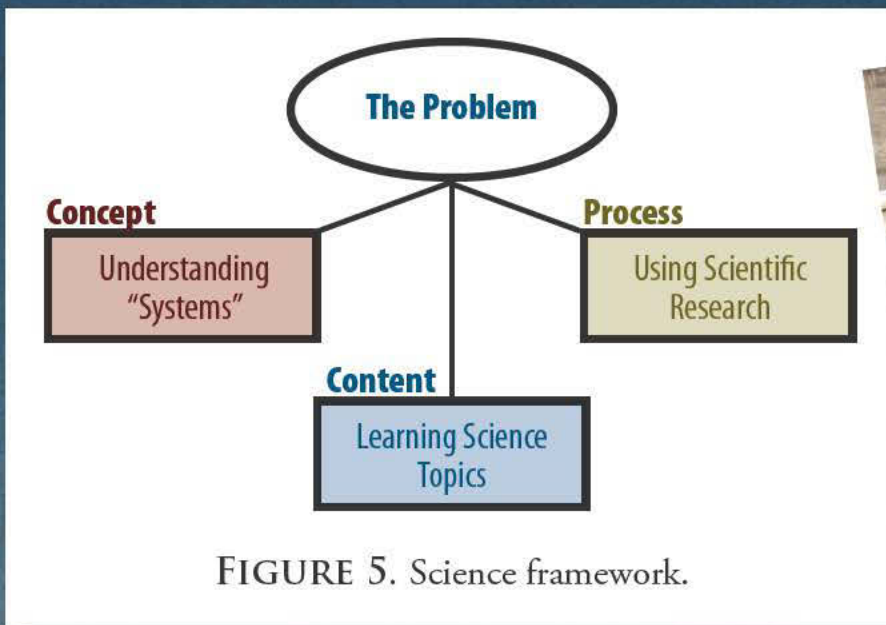 The Problem
Concept
Understanding
“Systems”
Process
Using Scientific
Research
Content
Learning Science
Topics
FIGURE 5. Science framework.